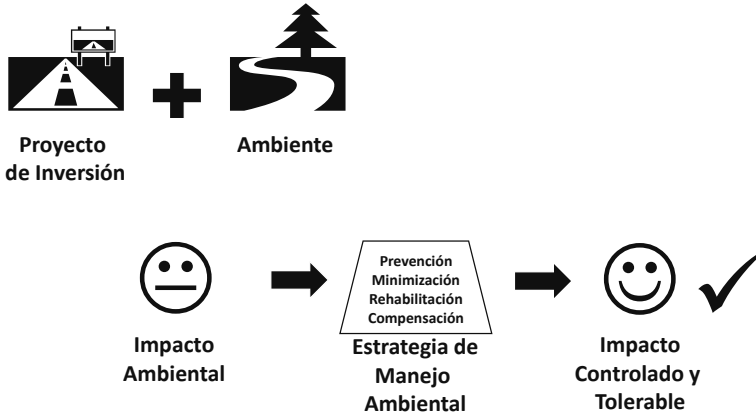 Proyecto
de Inversión
Ambiente
Prevención
Minimización
Rehabilitación
Compensación
Impacto
Ambiental
Estrategia de
Manejo
Ambiental
Impacto
Controlado y
Tolerable